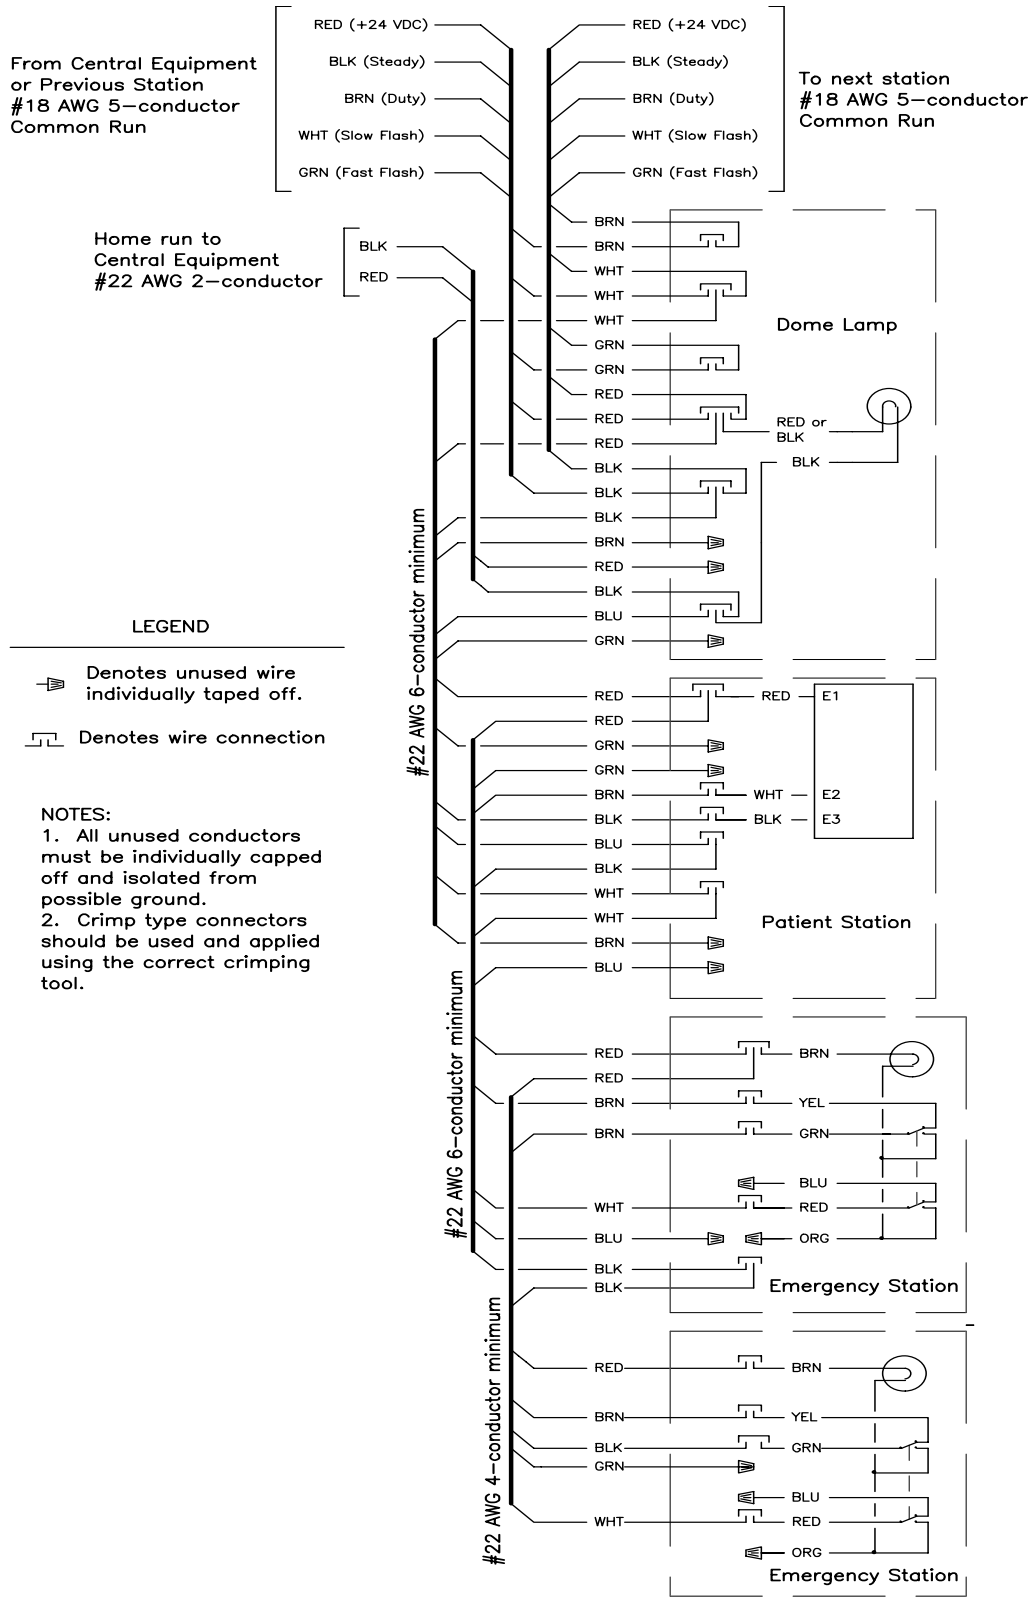 From Central Equipment
or Previous Station
#18 AWG 5-conductor
Common Run
RED (+24 VDC)
BLK (Steady)
BRN (Duty)
WHT (Slow Flash)
GRN (Fast Flash)
RED (+24 VDC)
BLK (Steady)
BRN (Duty)
WHT (Slow Flash)
GRN (Fast Flash)
To next station
#18 AWG 5-conductor
Common Run
Home run to
Central Equipment
#22 AWG 2-conductor
BLK
RED
BRN
BRN
WHT
WHT
WHT
GRN
GRN
RED
RED
RED
BLK
BLK
BLK
BRN
RED
BLK
BLU
GRN
Dome Lamp
RED or
BLK
BLK
#22 AWG 6-conductor minimum
LEGEND
Denotes unused wire
individually taped off.
Denotes wire connection
NOTES:
1. All unused conductors
must be individually capped
off and isolated from
possible ground.
2. Crimp type connectors
should be used and applied
using the correct crimping
tool.
RED
RED
GRN
GRN
BRN
BLK
BLU
BLK
WHT
WHT
BRN
BLU
RED
E1
WHT
E2
BLK
E3
Patient Station
#22 AWG 6-conductor minimum
RED
RED
BRN
BRN
WHT
BLU
BLK
BLK
BRN
YEL
GRN
BLU
RED
ORG
Emergency Station
#22 AWG 4-conductor minimum
RED
BRN
BLK
GRN
WHT
BRN
YEL
GRN
BLU
RED
ORG
Emergency Station